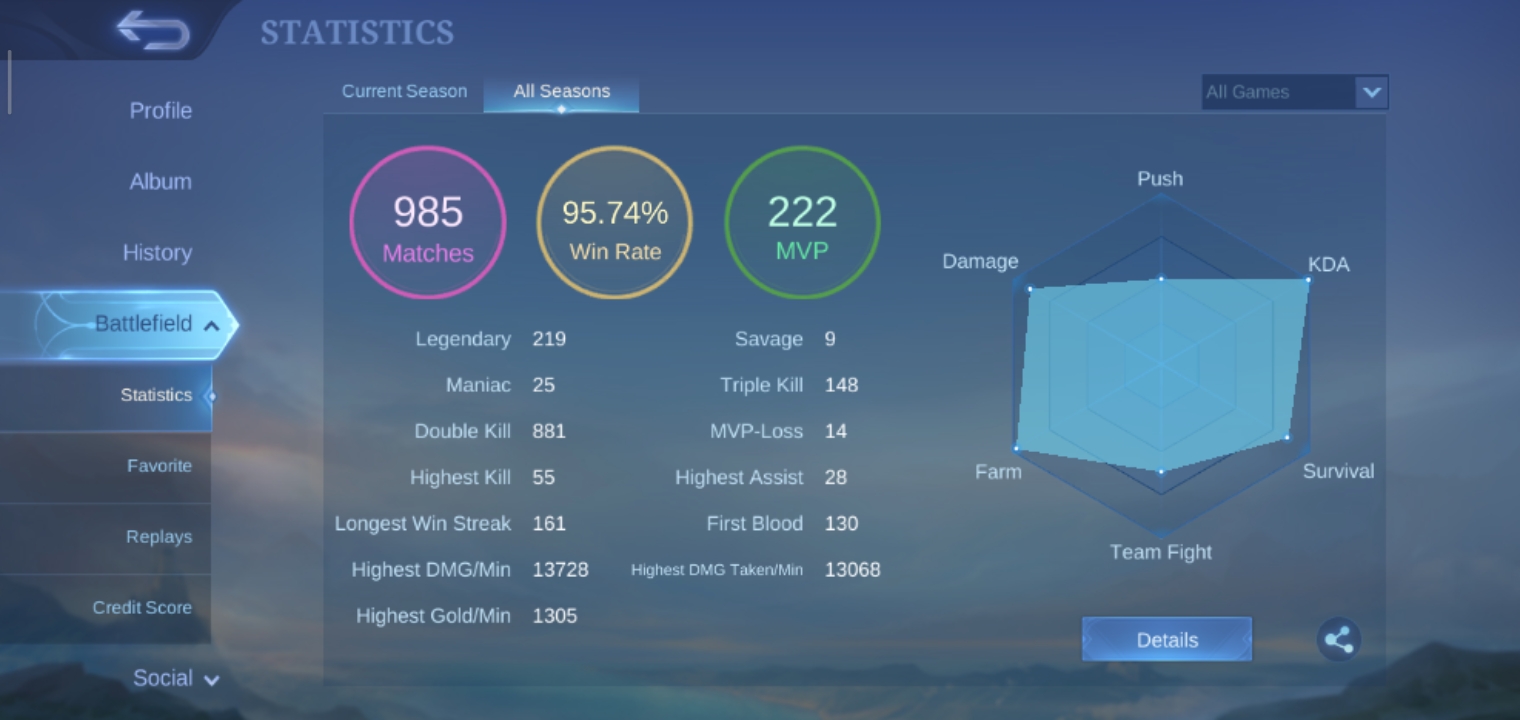 STATISTICS
Profile
Album
History
Battlefield
Statistics
Favorite
Replays
Credit Score
Social
Current Season
All Seasons
All Games
985
Matches
95.74%
Win Rate
222
MVP
Legendary 219
Savage 9
Maniac 25
Triple Kill 148
Double Kill 881
MVP-Loss 14
Highest Kill 55
Highest Assist 28
Longest Win Streak 161
First Blood 130
Highest DMG/Min 13728
Highest DMG Taken/Min 13068
Highest Gold/Min 1305
Push
Damage
KDA
Farm
Survival
Team Fight
Details